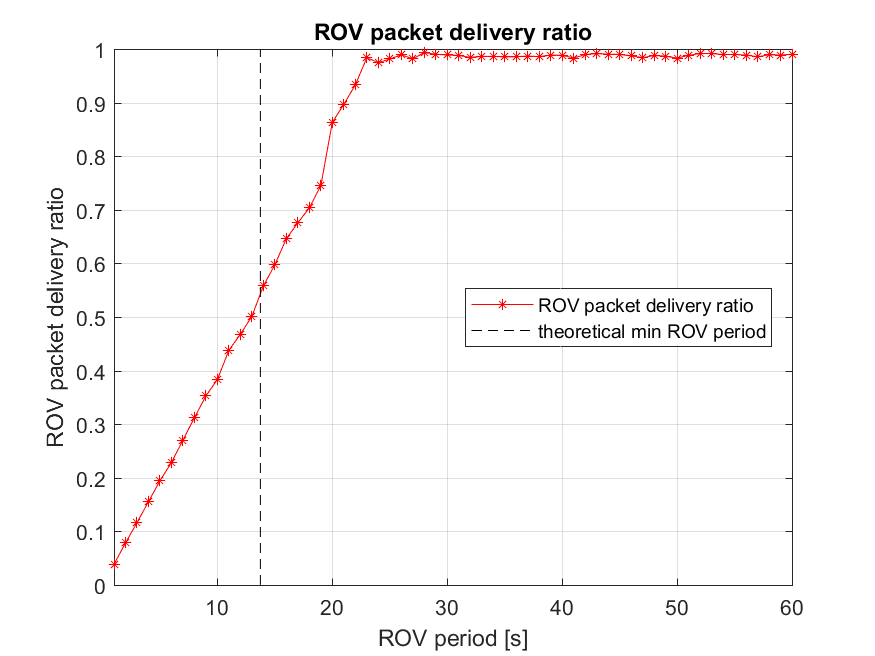 ROV packet delivery ratio
1
0.9
0.8
0.7
0.6
0.5
0.4
0.3
0.2
0.1
0
ROV packet delivery ratio
ROV packet delivery ratio
theoretical min ROV period
10 20 30 40 50 60
ROV period [s]